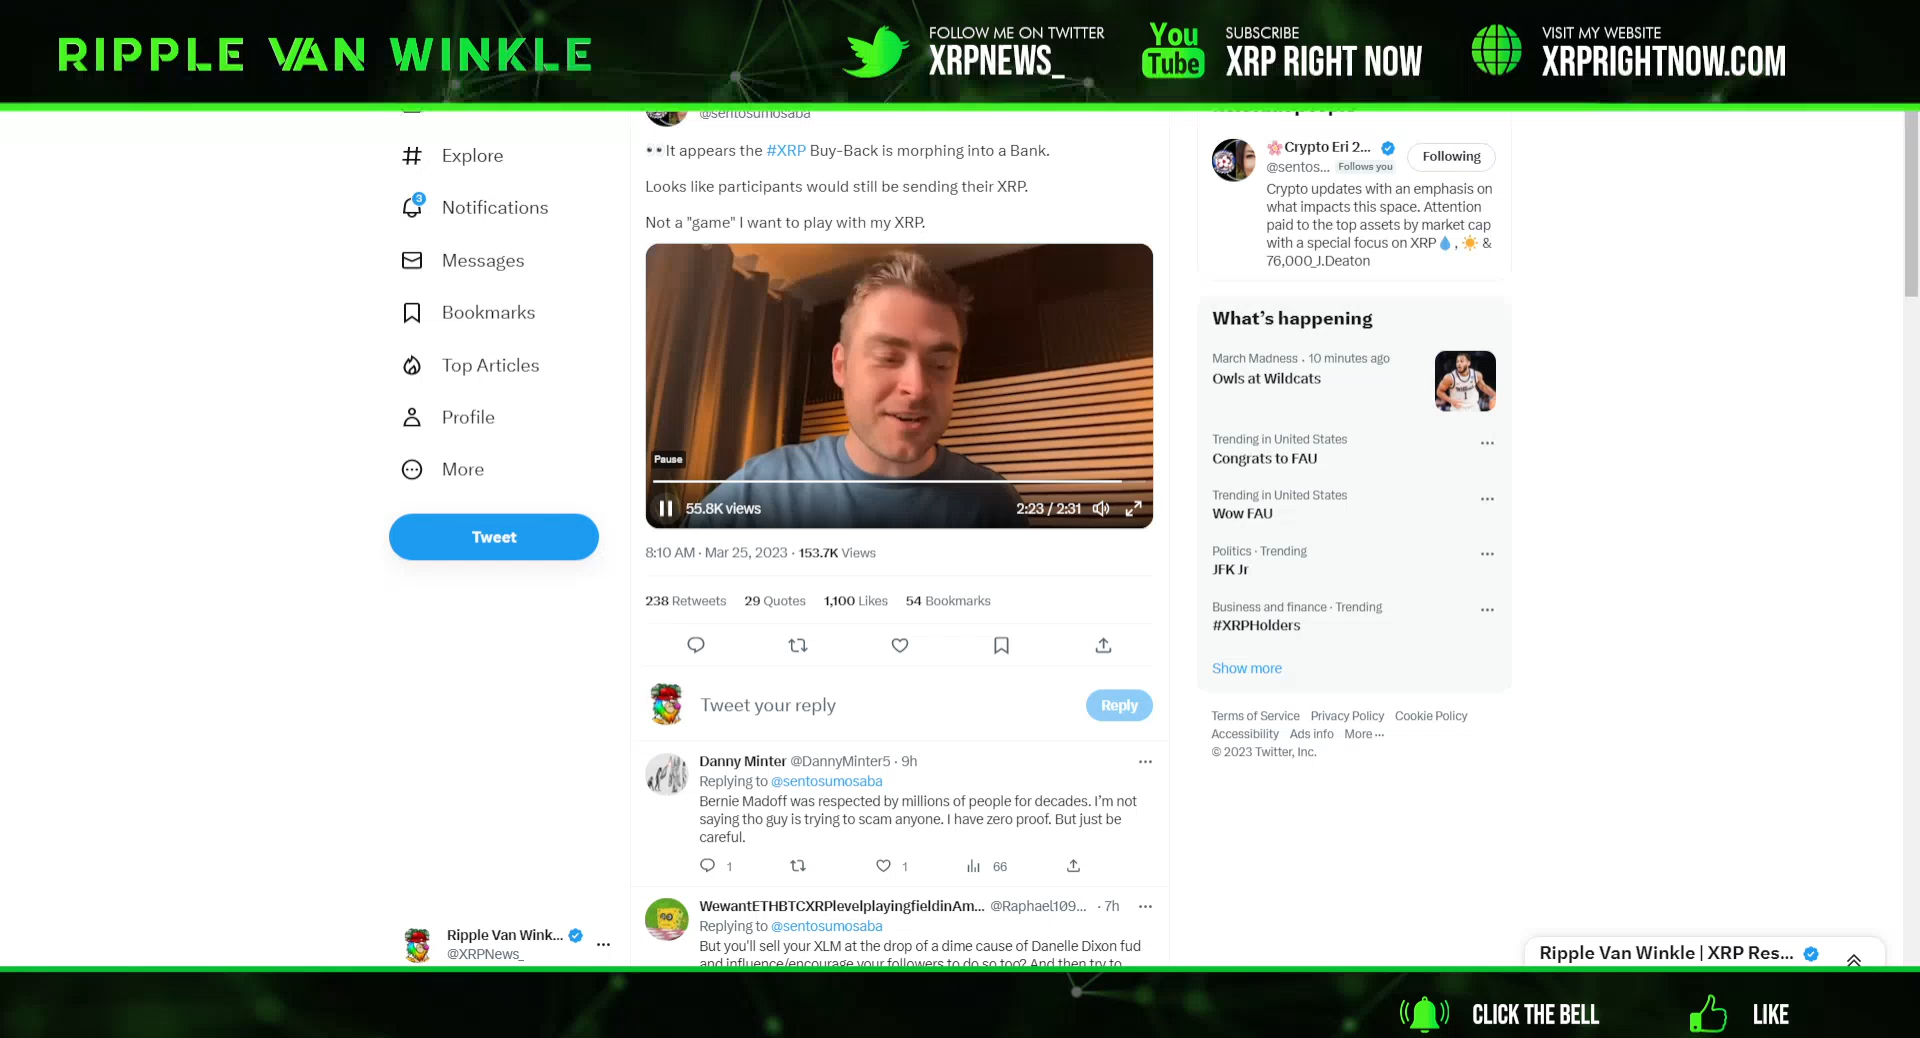 RIPPLE VAN WINKLE
FOLLOW ME ON TWITTER
XRPNEWS_
You
Tube
SUBSCRIBE
XRP RIGHT NOW
VISIT MY WEBSITE
XRPRIGHTNOW.COM
Explore
3
Notifications
Messages
Bookmarks
Top Articles
Profile
More
Tweet
Ripple Van Wink...
@XRPNews_
@sentosumosaba
👀It appears the #XRP Buy-Back is morphing into a Bank.
Looks like participants would still be sending their XRP.
Not a "game" I want to play with my XRP.
Pause
55.8K views
2:23 / 2:31
8:10 AM · Mar 25, 2023 · 153.7K Views
238 Retweets 29 Quotes 1,100 Likes 54 Bookmarks
Tweet your reply
Reply
Danny Minter @DannyMinter5 · 9h
Replying to @sentosumosaba
Bernie Madoff was respected by millions of people for decades. I'm not
saying tho guy is trying to scam anyone. I have zero proof. But just be
careful.
1 1 66
WewantETHBTCXRPlevelplayingfieldinAm... @Raphael109... · 7h
Replying to @sentosumosaba
But you'll sell your XLM at the drop of a dime cause of Danelle Dixon fud
and influence/encourage your followers to do so too? And then try to
🌸Crypto Eri 2...
Following
@sentos... Follows you
Crypto updates with an emphasis on
what impacts this space. Attention
paid to the top assets by market cap
with a special focus on XRP💧, ☀️ &
76,000_J.Deaton
What's happening
March Madness · 10 minutes ago
Owls at Wildcats
Trending in United States
Congrats to FAU
Trending in United States
Wow FAU
Politics · Trending
JFK Jr
Business and finance · Trending
#XRPHolders
Show more
Terms of Service Privacy Policy Cookie Policy
Accessibility Ads info More ···
© 2023 Twitter, Inc.
Ripple Van Winkle | XRP Res...
CLICK THE BELL
LIKE